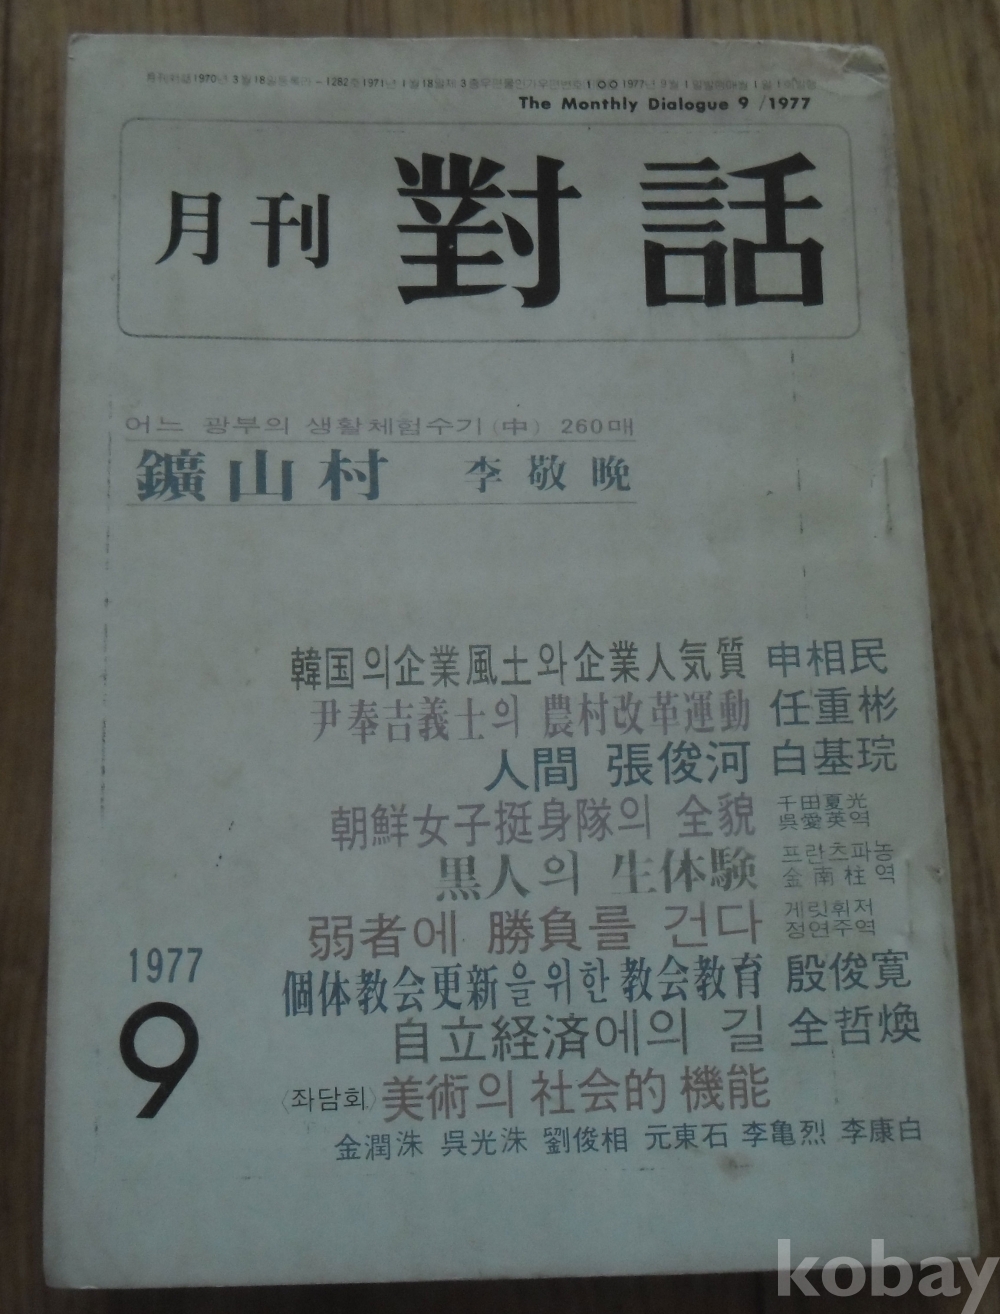 The Monthly Dialogue 9 /1977
月刊 對話
어느 광부의 생활체험수기(中) 260매
鑛山村 李敬晩
韓国의企業風土와企業人気質 申相民
尹奉吉義士의 農村改革運動 任重彬
人間 張俊河 白基琓
朝鮮女子挺身隊의 全貌 千田夏光
呉愛英역
黒人의 生体験 프란츠파농
金南柱역
弱者에 勝負를 건다 게릿휘저
정연주역
個体教会更新을위한教会教育 殷俊寛
自立経済에의 길 全哲煥
〈좌담회〉美術의 社会的 機能
金潤洙 呉光洙 劉俊相 元東石 李亀烈 李康白
1977
9
kobay